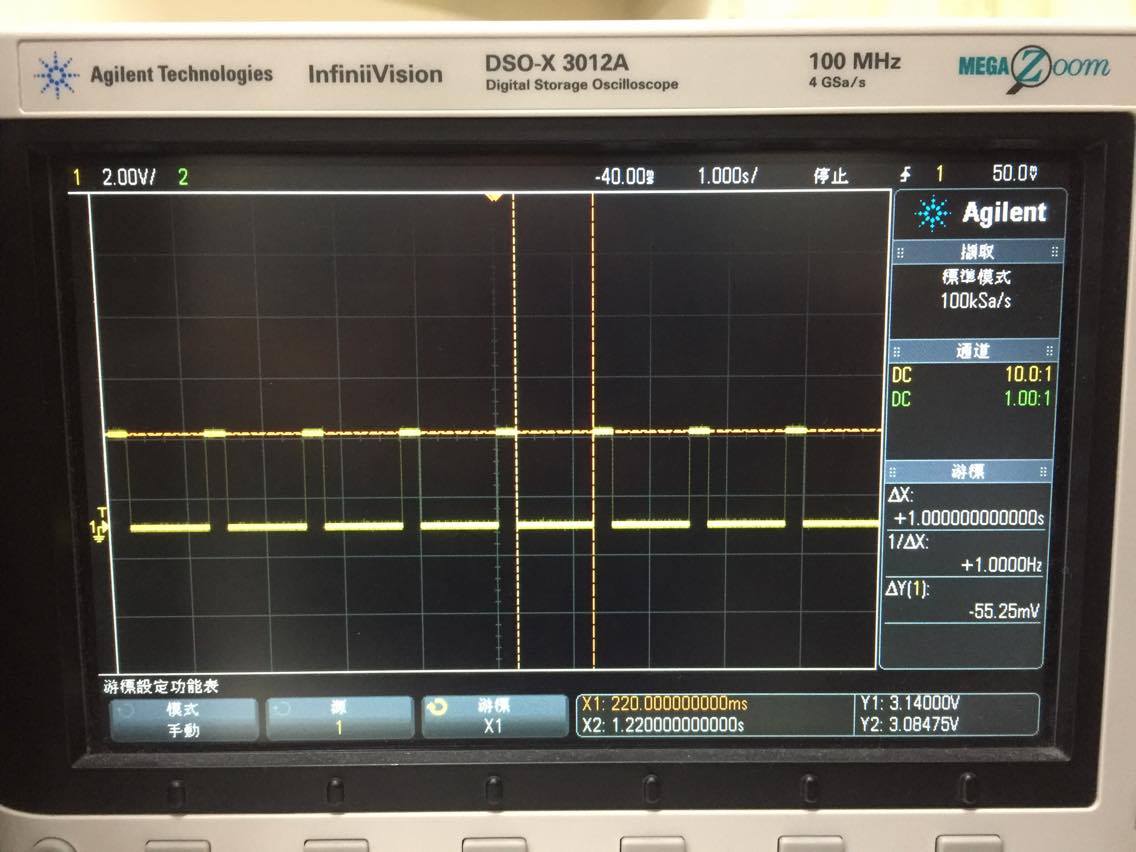 Agilent Technologies InfiniiVision DSO-X 3012A 100 MHz MEGA Zoom
Digital Storage Oscilloscope 4 GSa/s
1 2.00V/ 2 -40.00ms 1.000s/ 停止 1 50.0V
Agilent
擷取
標準模式
100kSa/s
通道
DC 10.0:1
DC 1.00:1
游標
ΔX:
+1.000000000000s
1/ΔX:
+1.0000Hz
ΔY(1):
-55.25mV
T
1
游標設定功能表
模式 源 游標
手動 1 X1
X1: 220.000000000ms Y1: 3.14000V
X2: 1.220000000000s Y2: 3.08475V